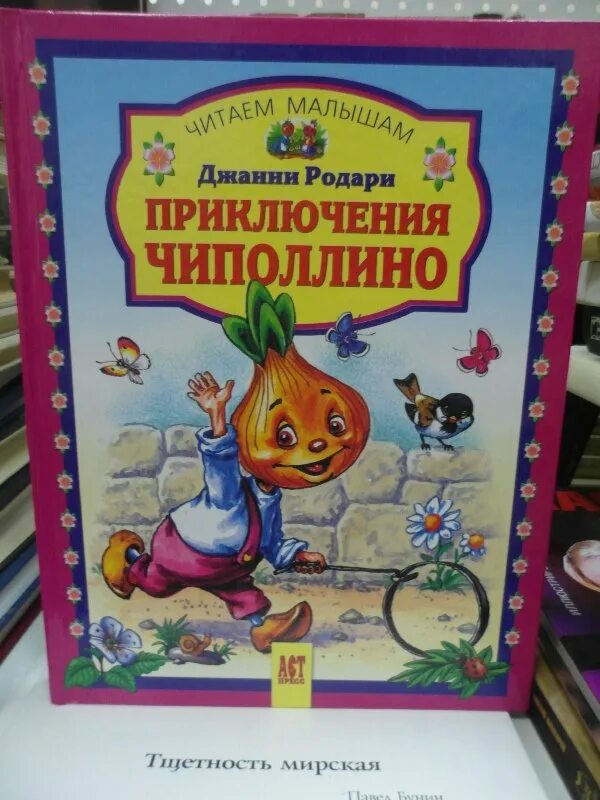 ЧИТАЕМ МАЛЫШАМ
Джанни Родари
ПРИКЛЮЧЕНИЯ
ЧИПОЛЛИНО
АСТ
ПРЕСС
Тщетность мирская
Павел Бунин